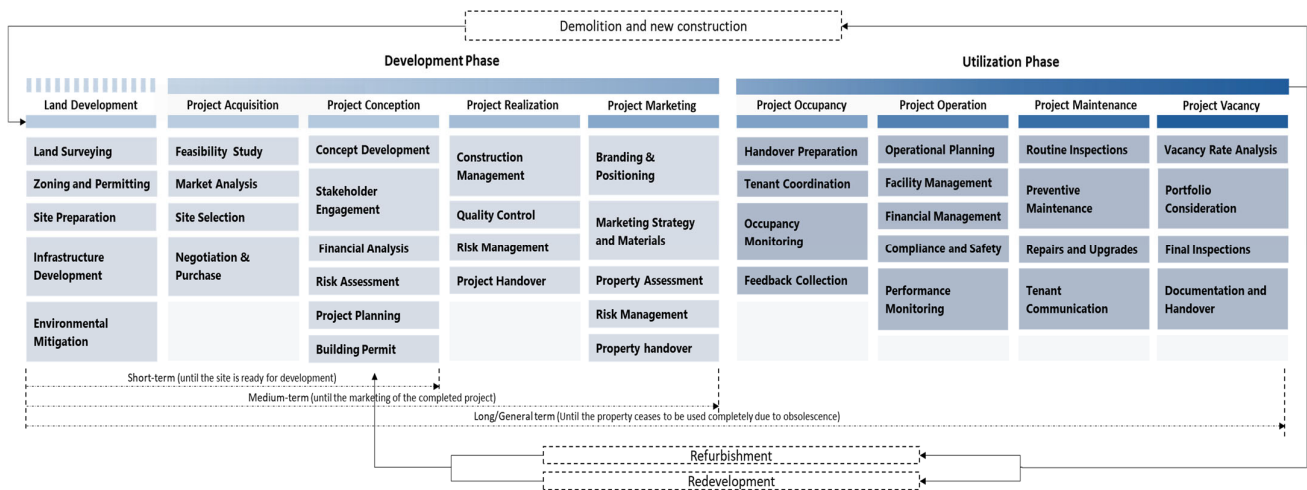 Demolition and new construction
Development Phase
Utilization Phase
Land Development
Project Acquisition
Project Conception
Project Realization
Project Marketing
Project Occupancy
Project Operation
Project Maintenance
Project Vacancy
Land Surveying
Zoning and Permitting
Site Preparation
Infrastructure
Development
Environmental
Mitigation
Feasibility Study
Market Analysis
Site Selection
Negotiation &
Purchase
Concept Development
Stakeholder
Engagement
Financial Analysis
Risk Assessment
Project Planning
Building Permit
Construction
Management
Quality Control
Risk Management
Project Handover
Branding &
Positioning
Marketing Strategy
and Materials
Property Assessment
Risk Management
Property handover
Handover Preparation
Tenant Coordination
Occupancy
Monitoring
Feedback Collection
Operational Planning
Facility Management
Financial Management
Compliance and Safety
Performance
Monitoring
Routine Inspections
Preventive
Maintenance
Repairs and Upgrades
Tenant
Communication
Vacancy Rate Analysis
Portfolio
Consideration
Final Inspections
Documentation and
Handover
Short-term (until the site is ready for development)
Medium-term (until the marketing of the completed project)
Long/General term (Until the property ceases to be used completely due to obsolescence)
Refurbishment
Redevelopment